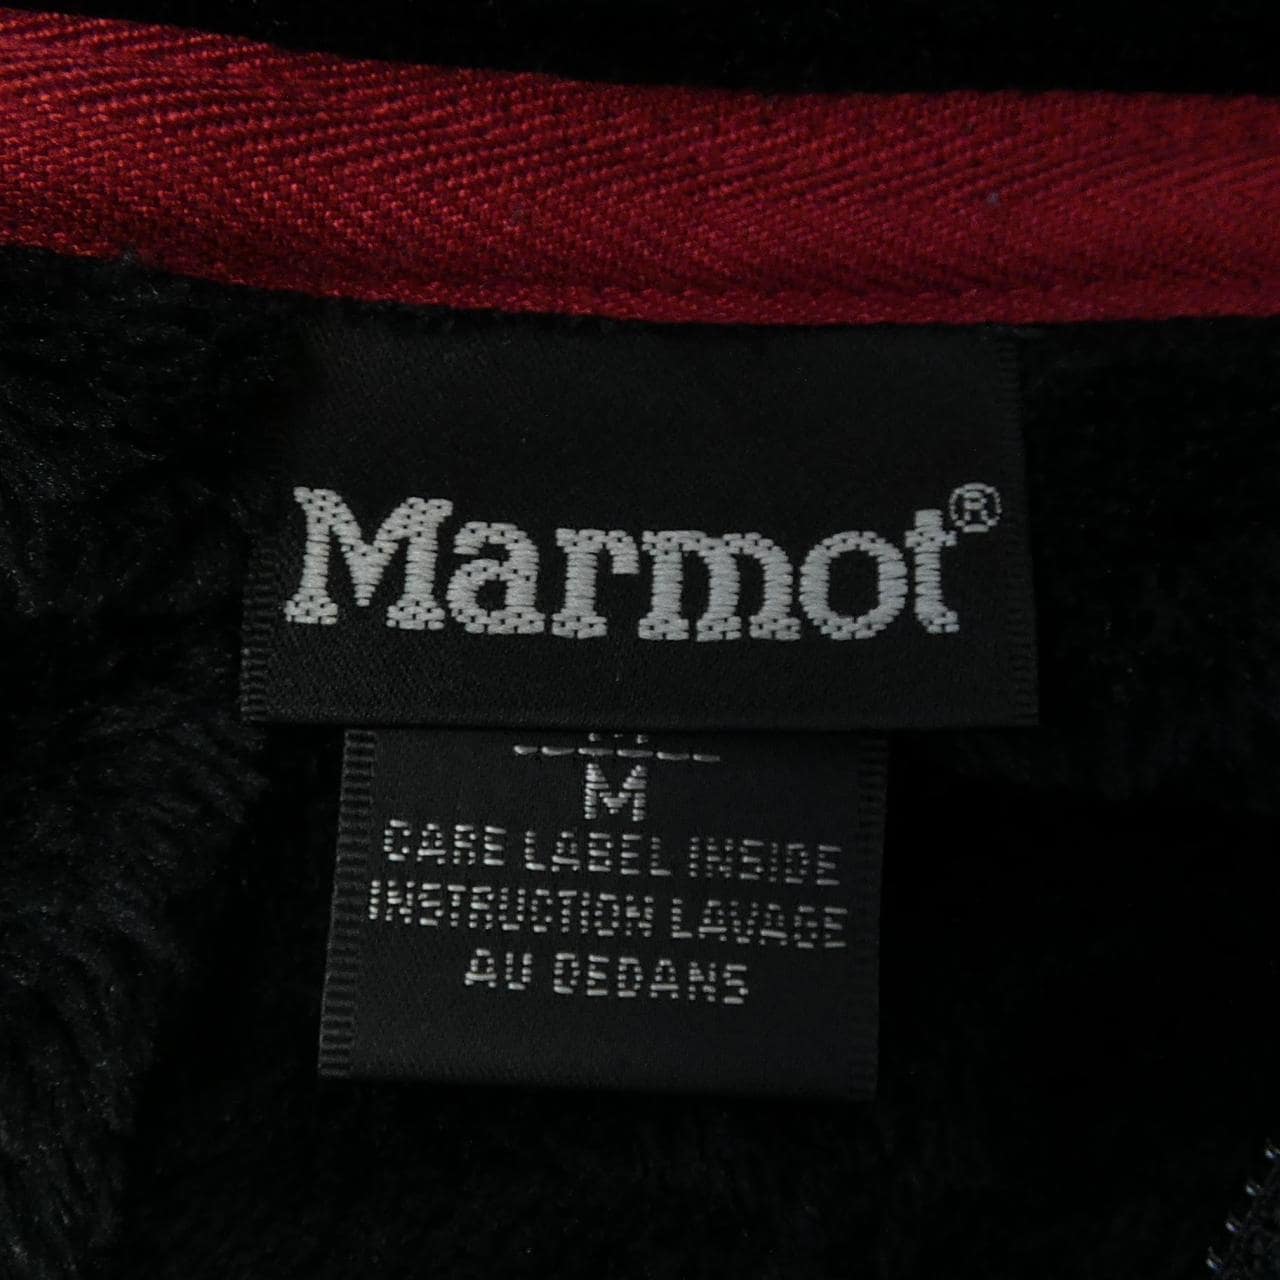 Marmot®
M
CARE LABEL INSIDE
INSTRUCTION LAVAGE
AU DEDANS